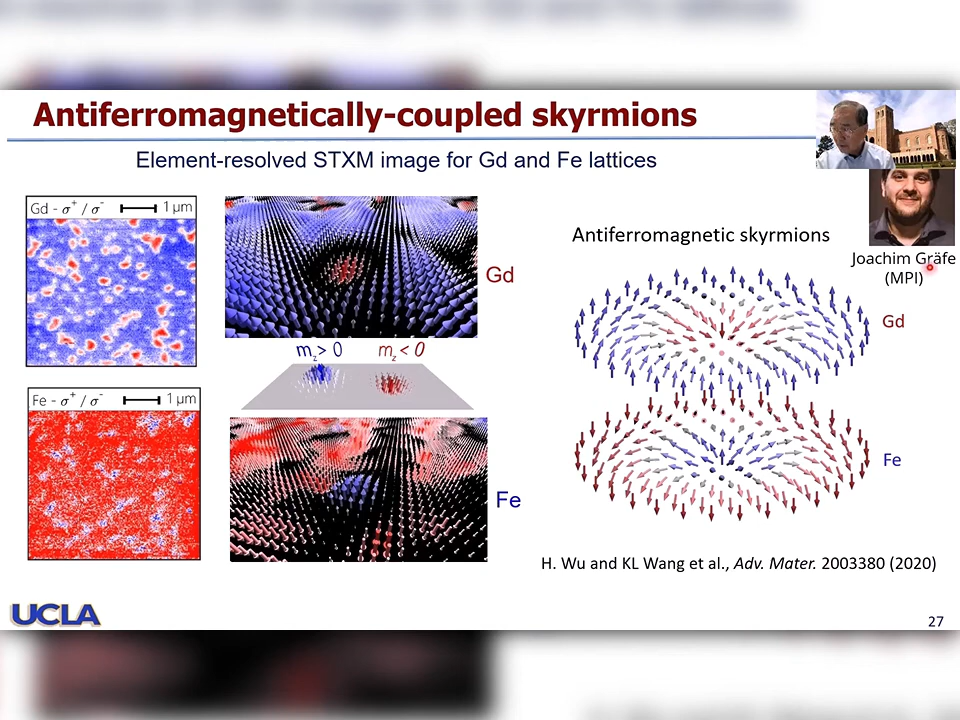 Antiferromagnetically-coupled skyrmions
Element-resolved STXM image for Gd and Fe lattices
Gd - σ⁺ / σ⁻ 1 μm
Gd
m_z > 0 m_z < 0
Fe - σ⁺ / σ⁻ 1 μm
Fe
Antiferromagnetic skyrmions
Joachim Gräfe
(MPI)
Gd
Fe
H. Wu and KL Wang et al., Adv. Mater. 2003380 (2020)
UCLA
27